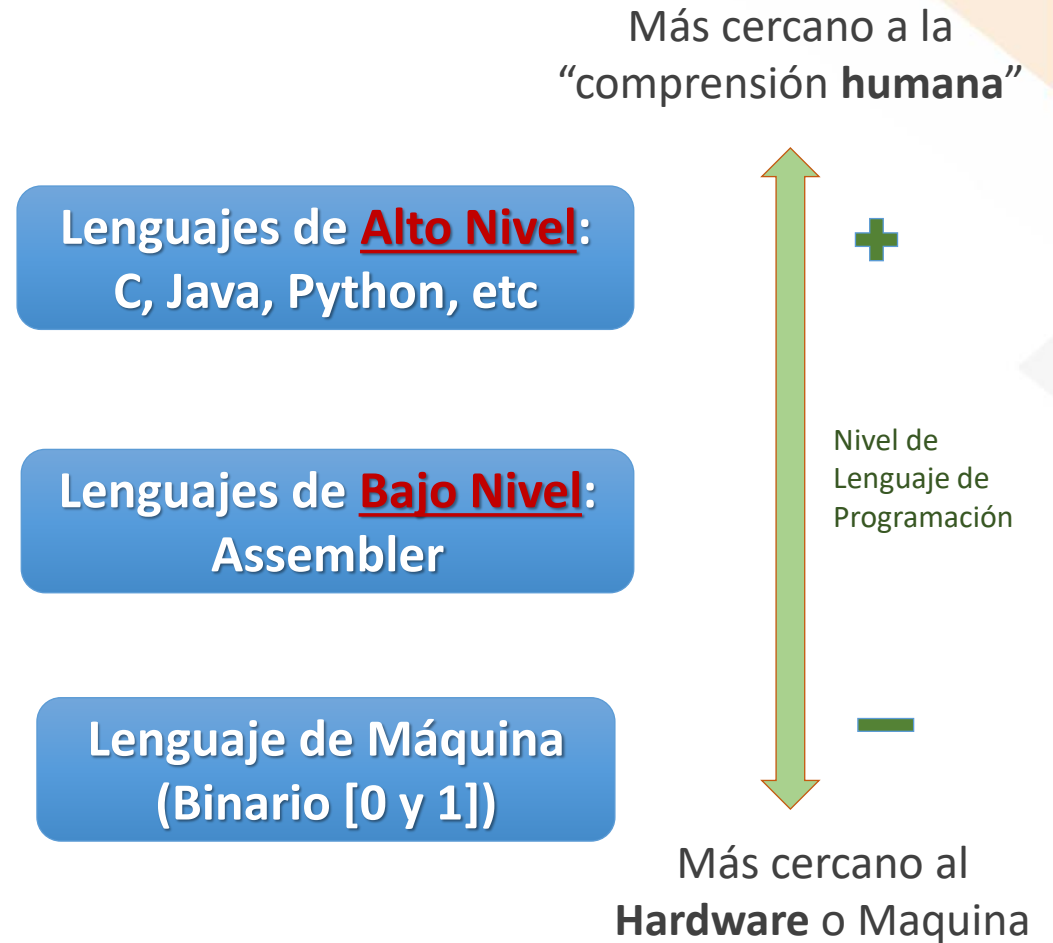 Más cercano a la
“comprensión humana”
Lenguajes de Alto Nivel:
C, Java, Python, etc
Nivel de
Lenguaje de
Programación
Lenguajes de Bajo Nivel:
Assembler
Lenguaje de Máquina
(Binario [0 y 1])
Más cercano al
Hardware o Maquina